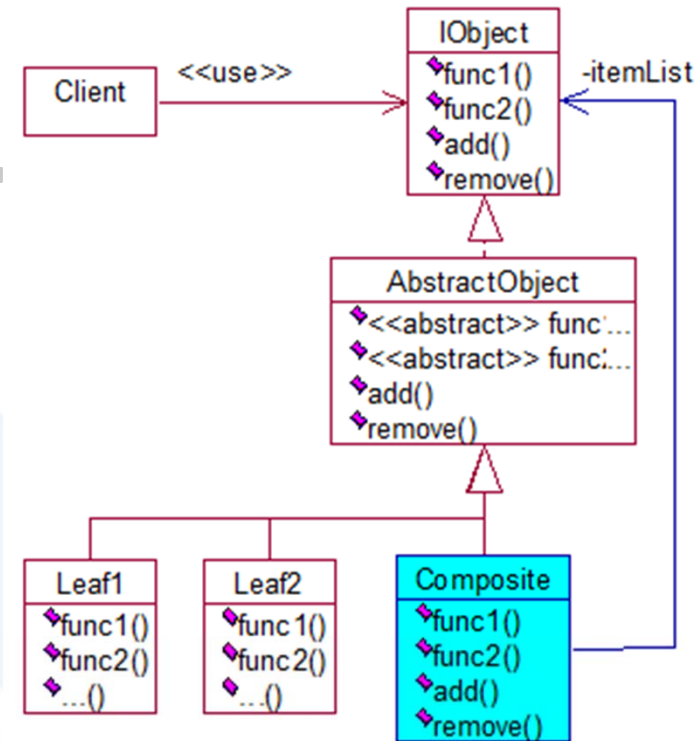 IObject
func1()
func2()
add()
remove()
Client
<<use>>
-itemList
AbstractObject
<<abstract>> func'...
<<abstract>> func:...
add()
remove()
Leaf1
func1()
func2()
...()
Leaf2
func1()
func2()
...()
Composite
func1()
func2()
add()
remove()